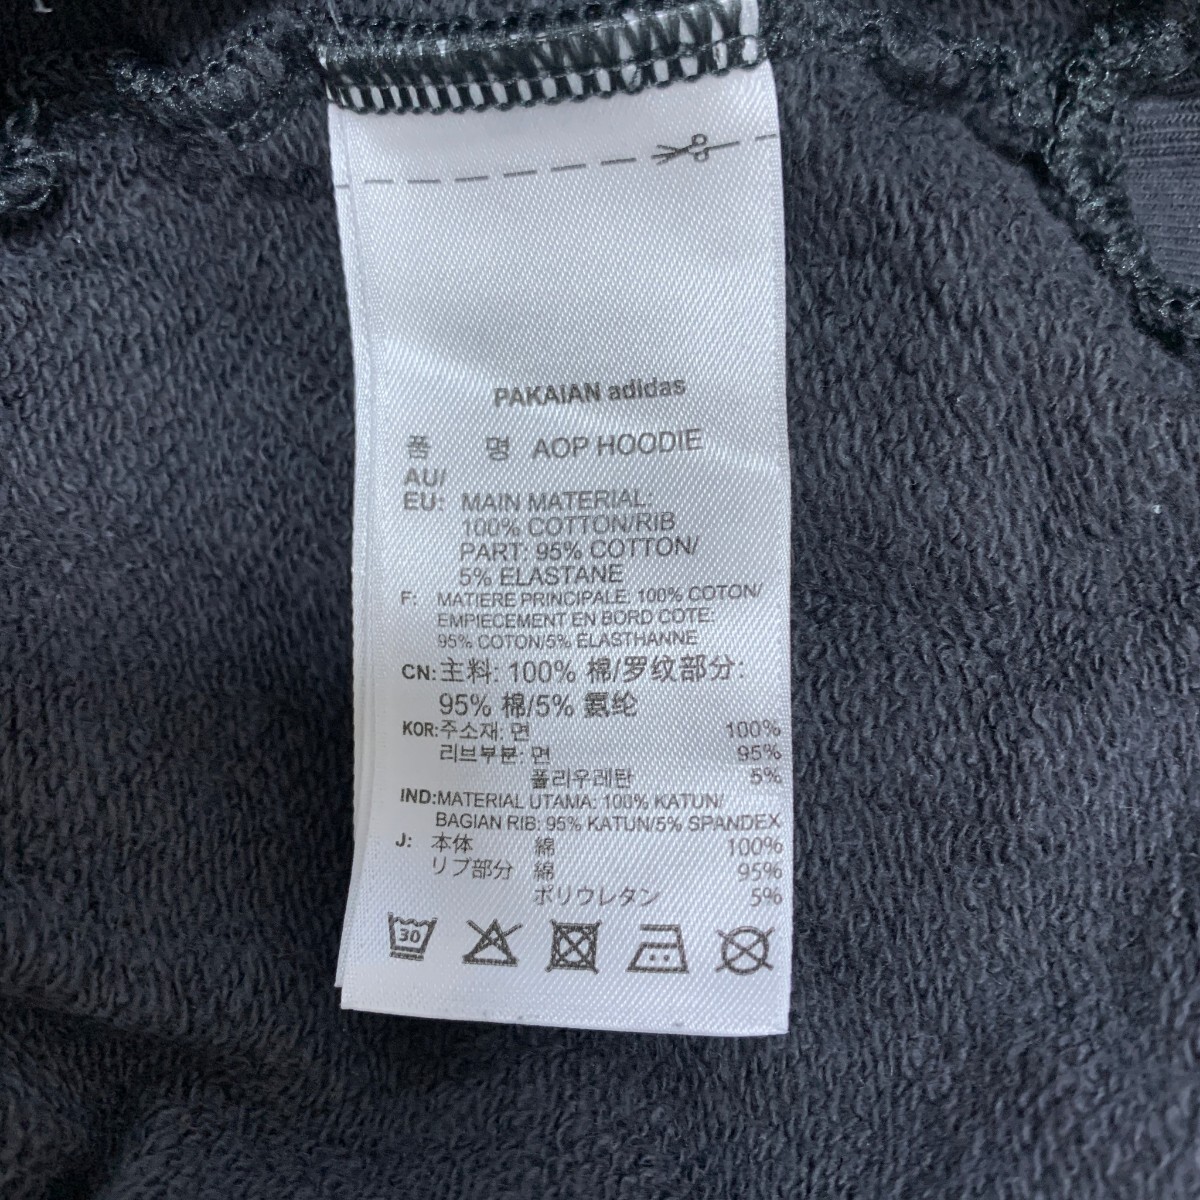 PAKAIAN adidas
품 명 AOP HOODIE
AU/
EU: MAIN MATERIAL:
100% COTTON/RIB
PART: 95% COTTON/
5% ELASTANE
F: MATIERE PRINCIPALE: 100% COTON/
EMPIECEMENT EN BORD COTE:
95% COTON/5% ELASTHANNE
CN: 主料: 100% 棉/罗纹部分:
95% 棉/5% 氨纶
KOR: 주소재: 면 100%
리브부분: 면 95%
폴리우레탄 5%
IND: MATERIAL UTAMA: 100% KATUN/
BAGIAN RIB: 95% KATUN/5% SPANDEX
J: 本体 綿 100%
リブ部分 綿 95%
ポリウレタン 5%
30